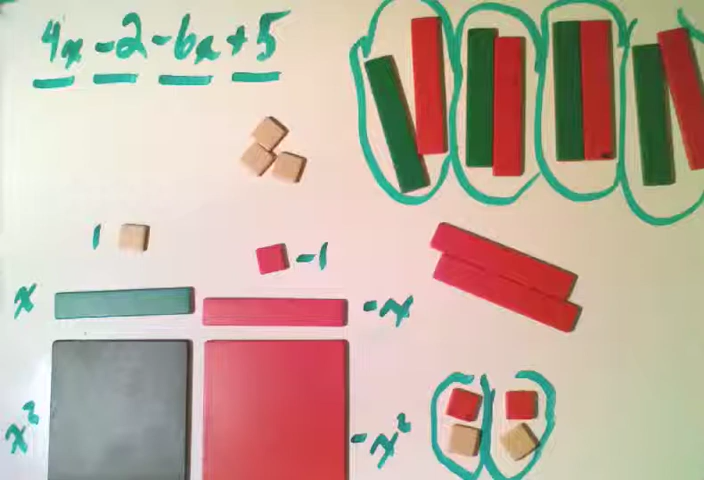 4x - 2 - 6x + 5
1
-1
x
-x
x²
-x²